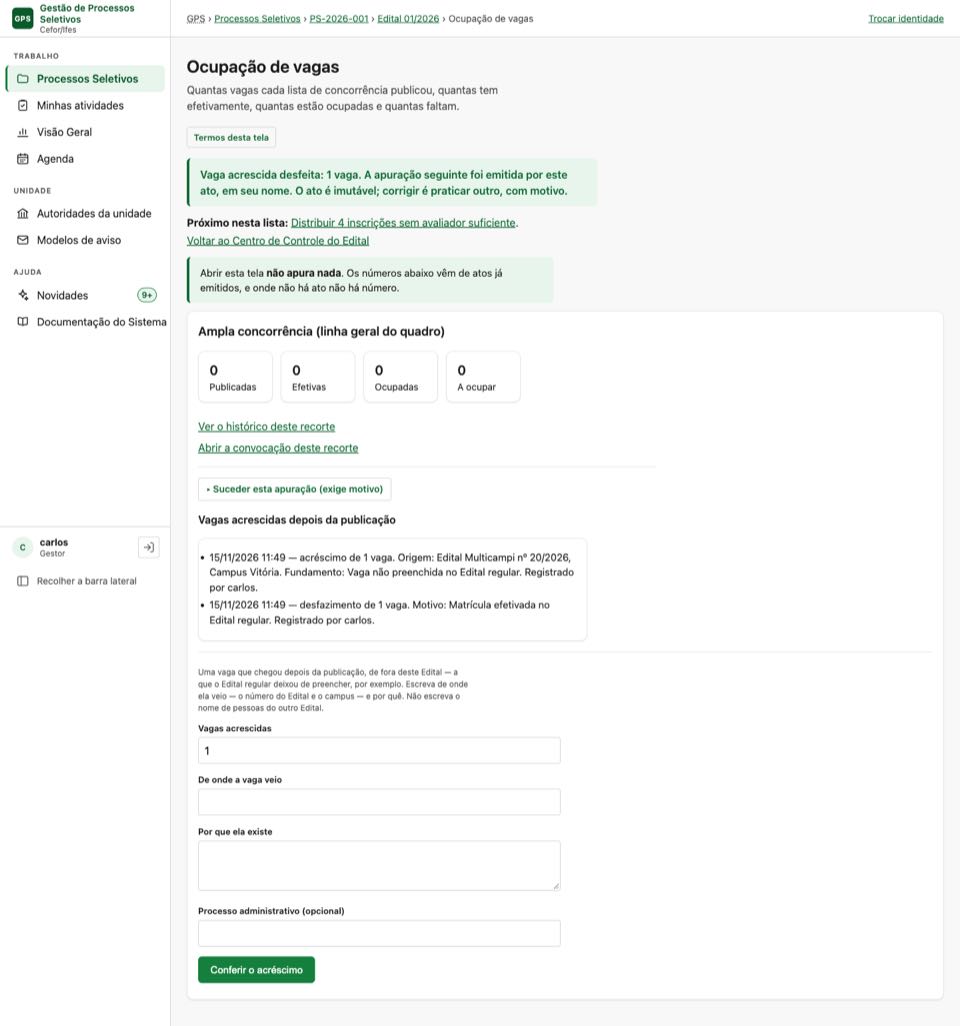 GPS
Gestão de Processos
Seletivos
Cefor/Ifes
GPS › Processos Seletivos › PS-2026-001 › Edital 01/2026 › Ocupação de vagas
Trocar identidade
TRABALHO
Processos Seletivos
Minhas atividades
Visão Geral
Agenda
UNIDADE
Autoridades da unidade
Modelos de aviso
AJUDA
Novidades 9+
Documentação do Sistema
C carlos
Gestor
Recolher a barra lateral
Ocupação de vagas
Quantas vagas cada lista de concorrência publicou, quantas tem
efetivamente, quantas estão ocupadas e quantas faltam.
Termos desta tela
Vaga acrescida desfeita: 1 vaga. A apuração seguinte foi emitida por este
ato, em seu nome. O ato é imutável; corrigir é praticar outro, com motivo.
Próximo nesta lista: Distribuir 4 inscrições sem avaliador suficiente.
Voltar ao Centro de Controle do Edital
Abrir esta tela não apura nada. Os números abaixo vêm de atos já
emitidos, e onde não há ato não há número.
Ampla concorrência (linha geral do quadro)
0 0 0 0
Publicadas Efetivas Ocupadas A ocupar
Ver o histórico deste recorte
Abrir a convocação deste recorte
▸ Suceder esta apuração (exige motivo)
Vagas acrescidas depois da publicação
• 15/11/2026 11:49 — acréscimo de 1 vaga. Origem: Edital Multicampi nº 20/2026,
Campus Vitória. Fundamento: Vaga não preenchida no Edital regular. Registrado
por carlos.
• 15/11/2026 11:49 — desfazimento de 1 vaga. Motivo: Matrícula efetivada no
Edital regular. Registrado por carlos.
Uma vaga que chegou depois da publicação, de fora deste Edital — a
que o Edital regular deixou de preencher, por exemplo. Escreva de onde
ela veio — o número do Edital e o campus — e por quê. Não escreva o
nome de pessoas do outro Edital.
Vagas acrescidas
1
De onde a vaga veio
Por que ela existe
Processo administrativo (opcional)
Conferir o acréscimo